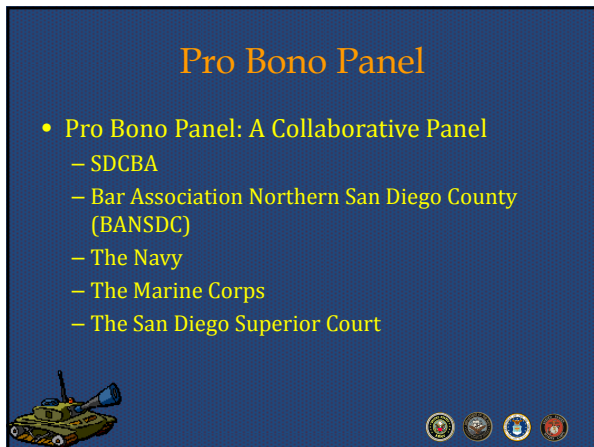 Pro Bono Panel
• Pro Bono Panel: A Collaborative Panel
– SDCBA
– Bar Association Northern San Diego County
(BANSDC)
– The Navy
– The Marine Corps
– The San Diego Superior Court